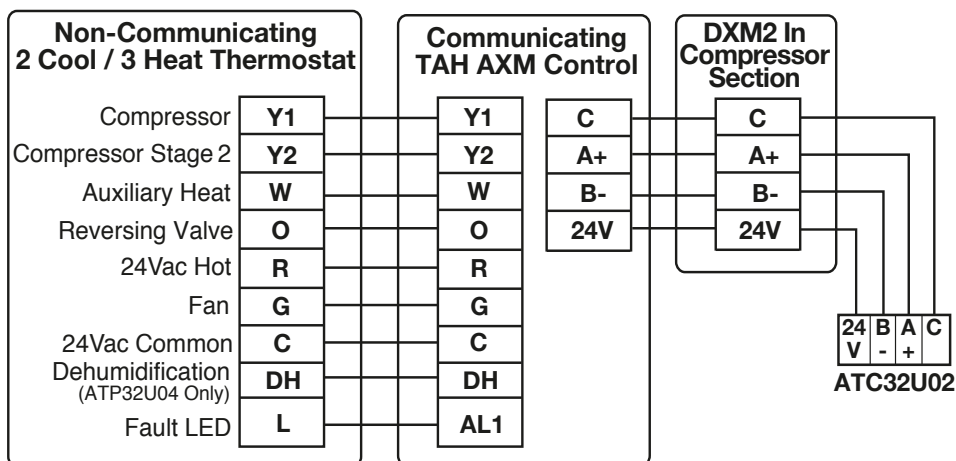 Non-Communicating
2 Cool / 3 Heat Thermostat
Compressor Y1
Compressor Stage 2 Y2
Auxiliary Heat W
Reversing Valve O
24Vac Hot R
Fan G
24Vac Common C
Dehumidification
(ATP32U04 Only) DH
Fault LED L
Communicating
TAH AXM Control
Y1
Y2
W
O
R
G
C
DH
AL1
C
A+
B-
24V
DXM2 In
Compressor
Section
C
A+
B-
24V
24 B A C
V - +
ATC32U02